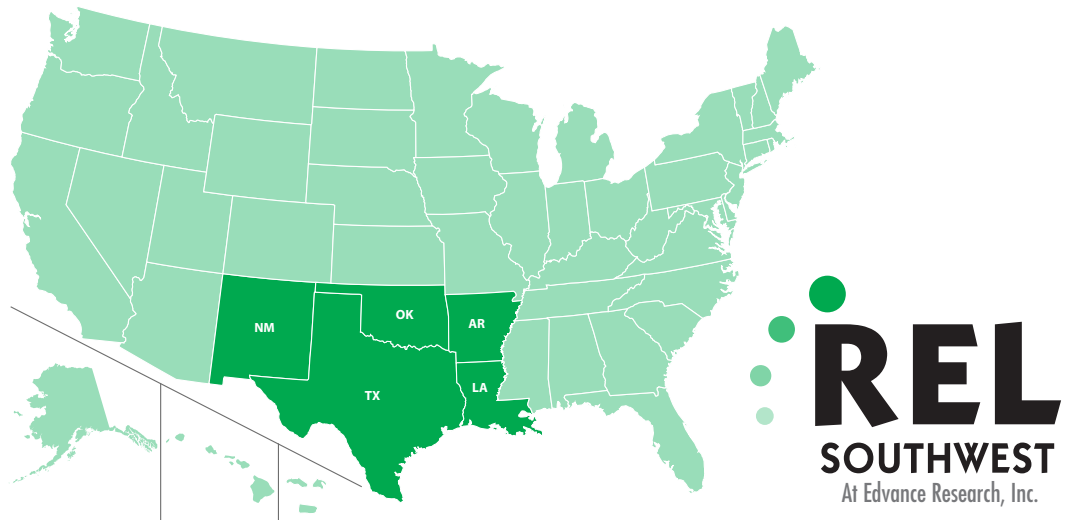 NM
OK
AR
TX
LA
REL
SOUTHWEST
At Edvance Research, Inc.